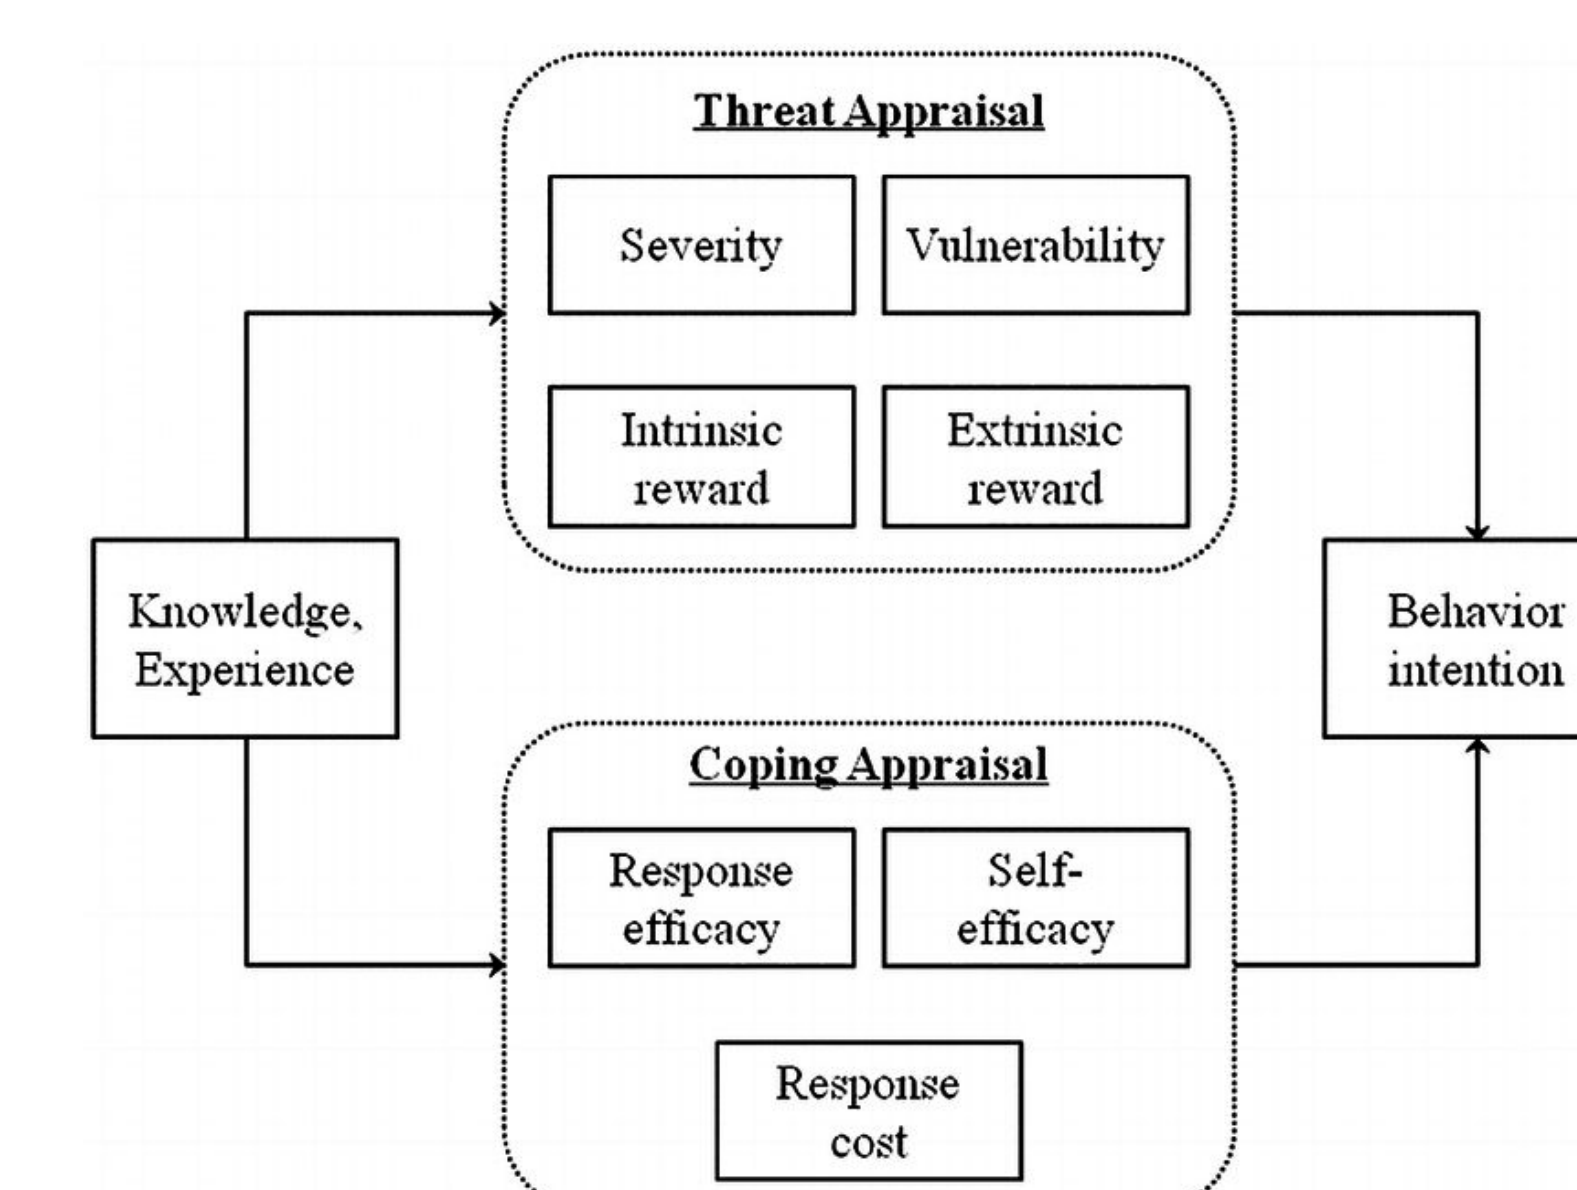 Threat Appraisal
Severity
Vulnerability
Intrinsic
reward
Extrinsic
reward
Knowledge,
Experience
Behavior
intention
Coping Appraisal
Response
efficacy
Self-
efficacy
Response
cost